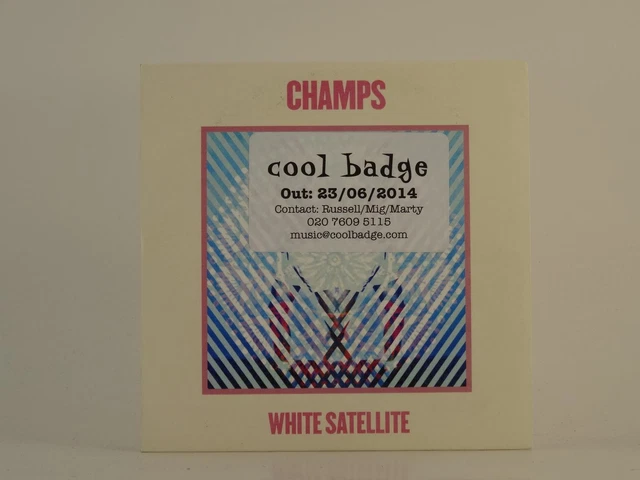 CHAMPS
cool badge
Out: 23/06/2014
Contact: Russell/Mig/Marty
020 7609 5115
music@coolbadge.com
WHITE SATELLITE